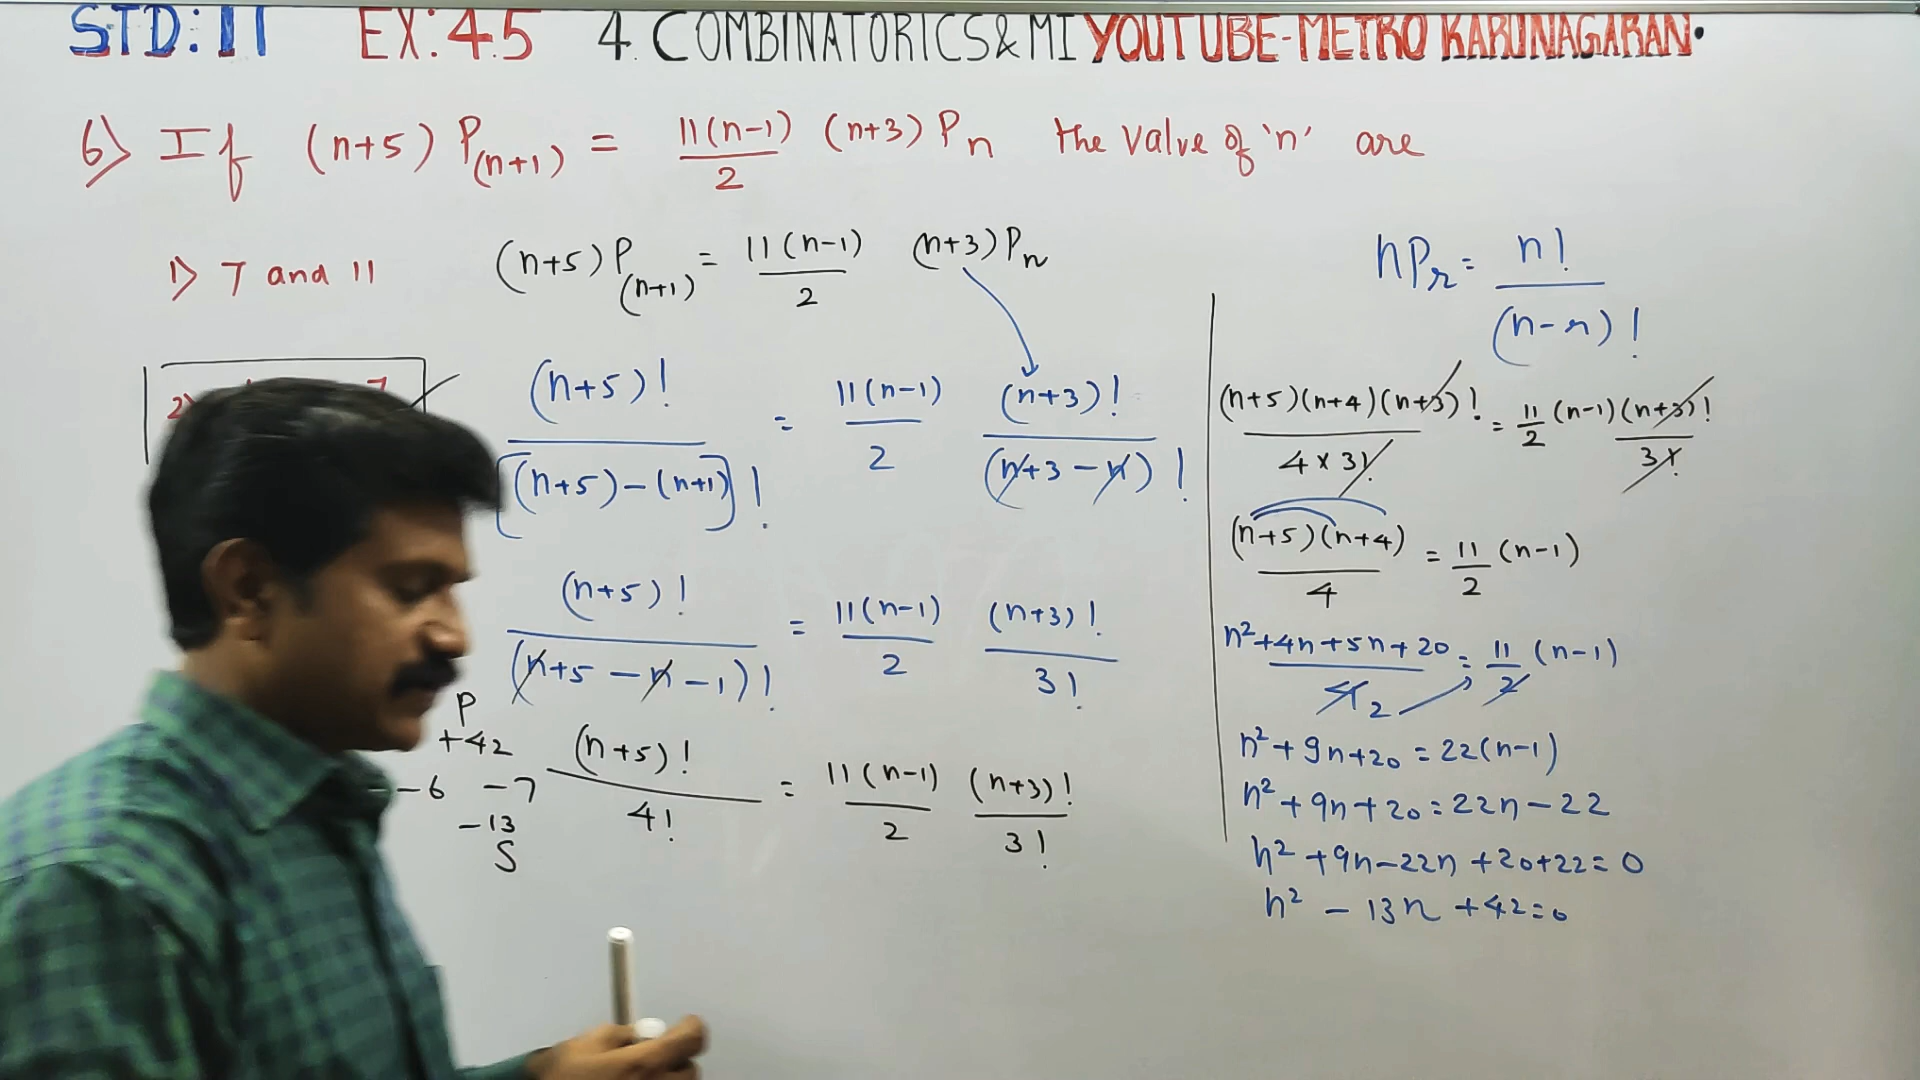 STD:11 EX:4.5 4. COMBINATORICS & MI YOUTUBE-METRO KARUNAGARAN.
6) If (n+5) P(n+1) = 11(n-1)/2 (n+3) Pn the value of 'n' are
1) 7 and 11
2) 7
(n+5)P(n+1) = 11(n-1)/2 (n+3)Pn
(n+5)!/[(n+5)-(n+1)]! = 11(n-1)/2 (n+3)!/(n+3-n)!
(n+5)!/(n+5-n-1)! = 11(n-1)/2 (n+3)!/3!
(n+5)!/4! = 11(n-1)/2 (n+3)!/3!
P
+42
-6 -7
-13
S
nPr = n!/(n-r)!
(n+5)(n+4)(n+3)!/4×3! = 11/2 (n-1)(n+3)!/3!
(n+5)(n+4)/4 = 11/2 (n-1)
n²+4n+5n+20/4 2 = 11/2 (n-1)
n²+9n+20=22(n-1)
n²+9n+20=22n-22
n²+9n-22n+20+22=0
n²-13n+42=0